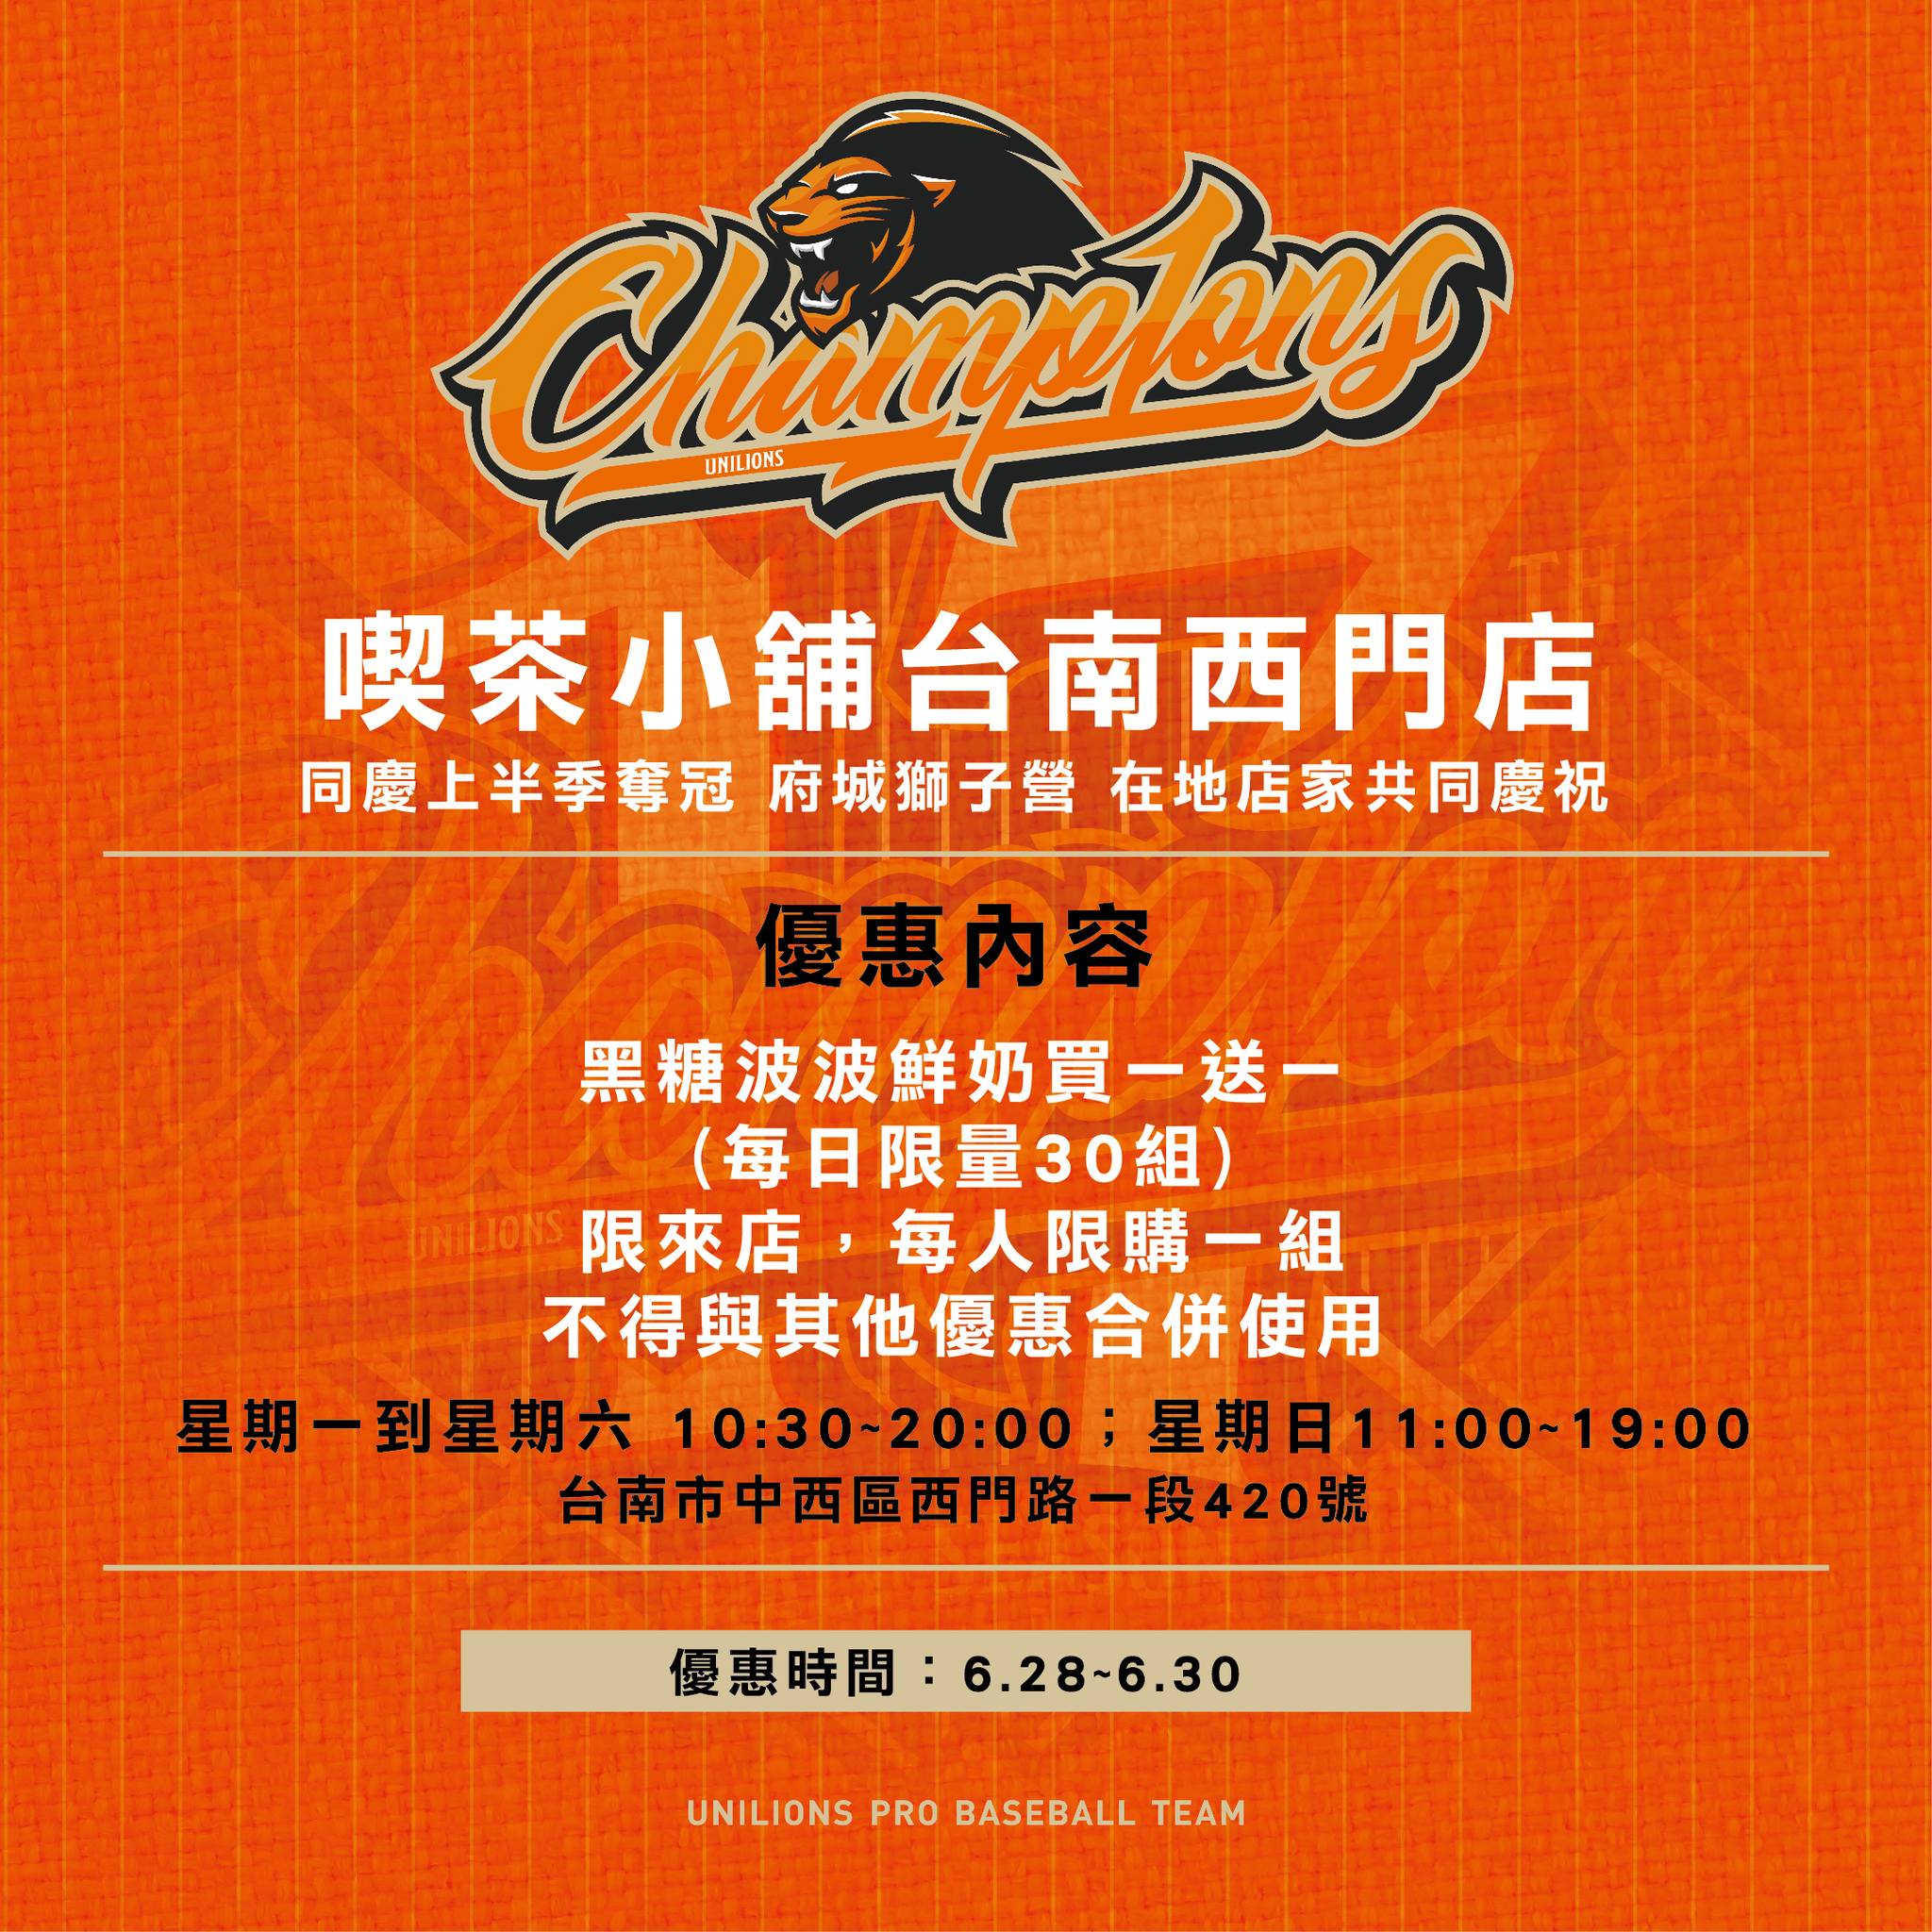 Champ1ons
UNILIONS
喫茶小舖台南西門店
同慶上半季奪冠 府城獅子營 在地店家共同慶祝
優惠內容
黑糖波波鮮奶買一送一
(每日限量30組)
限來店，每人限購一組
不得與其他優惠合併使用
星期一到星期六 10:30~20:00；星期日11:00~19:00
台南市中西區西門路一段420號
優惠時間：6.28~6.30
UNILIONS PRO BASEBALL TEAM